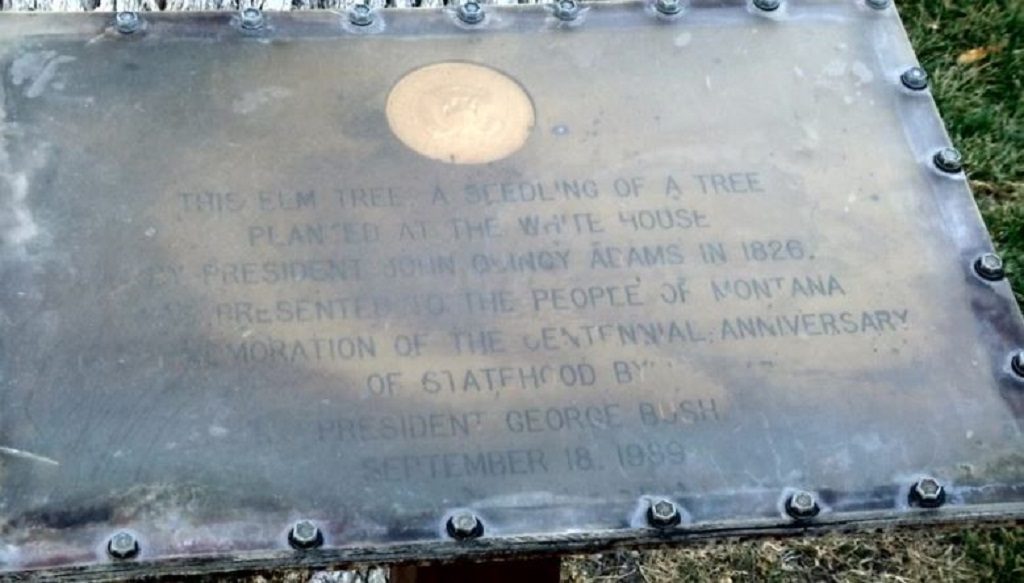 THIS ELM TREE, A SEEDLING OF A TREE
PLANTED AT THE WHITE HOUSE
BY PRESIDENT JOHN QUINCY ADAMS IN 1826,
PRESENTED TO THE PEOPLE OF MONTANA
OF THE CENTENNIAL ANNIVERSARY
OF STATEHOOD BY
PRESIDENT GEORGE BUSH
SEPTEMBER 18, 1989